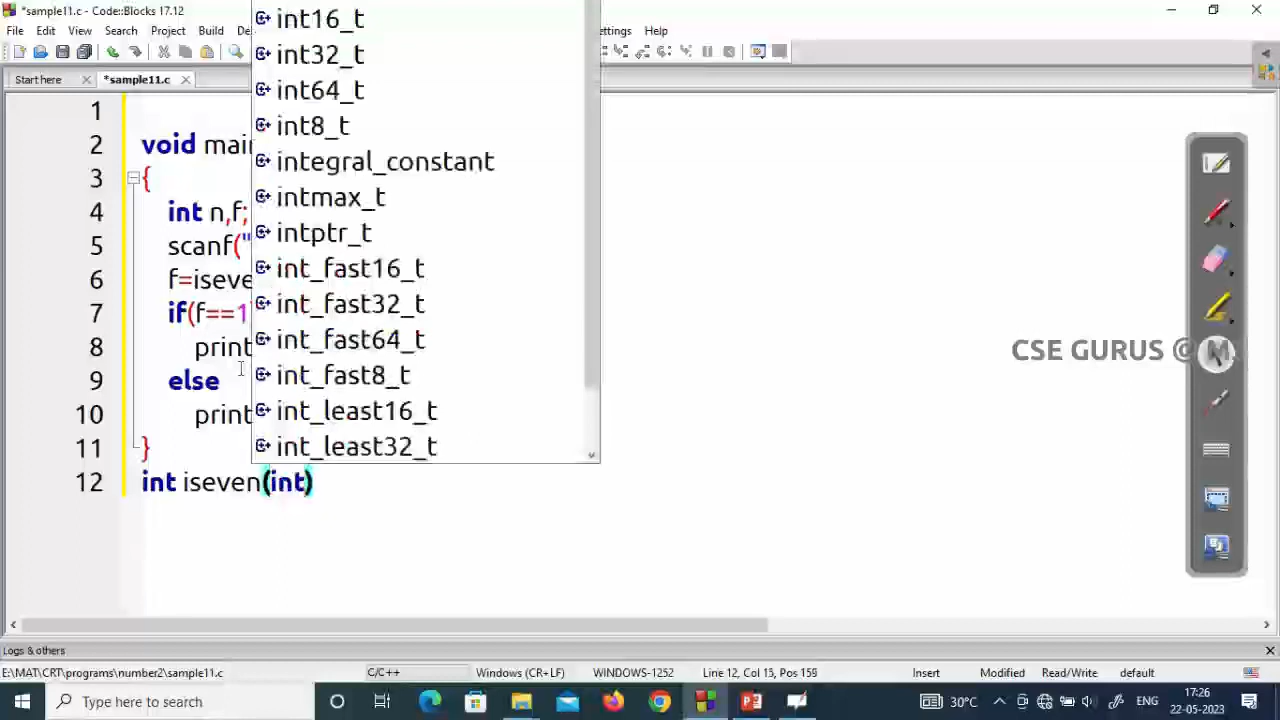 *sample11.c - Code::Blocks 17.12
File Edit View Search Project Build De ettings Help
Start here *sample11.c
1
2 void main
3 {
4 int n,f;
5 scanf("
6 f=iseve
7 if(f==1
8 print
9 else
10 print
11 }
12 int iseven(int)
int16_t
int32_t
int64_t
int8_t
integral_constant
intmax_t
intptr_t
int_fast16_t
int_fast32_t
int_fast64_t
int_fast8_t
int_least16_t
int_least32_t
CSE GURUS @ M
Logs & others
E:\MAT\CRT\programs\number2\sample11.c C/C++ Windows (CR+LF) WINDOWS-1252 Line 12, Col 15, Pos 159 Insert Modified Read/Write default
Type here to search
30°C ENG 17:26
22-05-2023